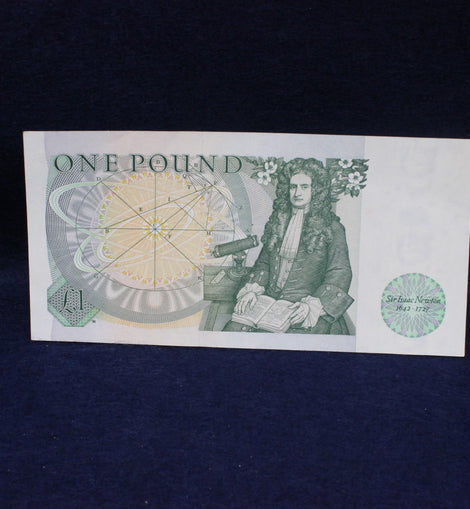 ONE POUND
£1
Sir Isaac Newton
1642-1727